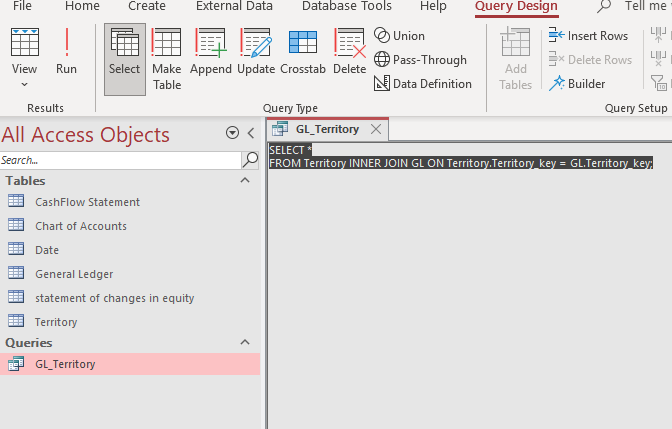 File Home Create External Data Database Tools Help Query Design Tell me
View
Run
Select
Make
Table
Append
Update
Crosstab
Delete
Union
Pass-Through
Data Definition
Add
Tables
Insert Rows
Delete Rows
Builder
Results
Query Type
Query Setup
All Access Objects
Search...
Tables
CashFlow Statement
Chart of Accounts
Date
General Ledger
statement of changes in equity
Territory
Queries
GL_Territory
GL_Territory
SELECT *
FROM Territory INNER JOIN GL ON Territory.Territory_key = GL.Territory_key;